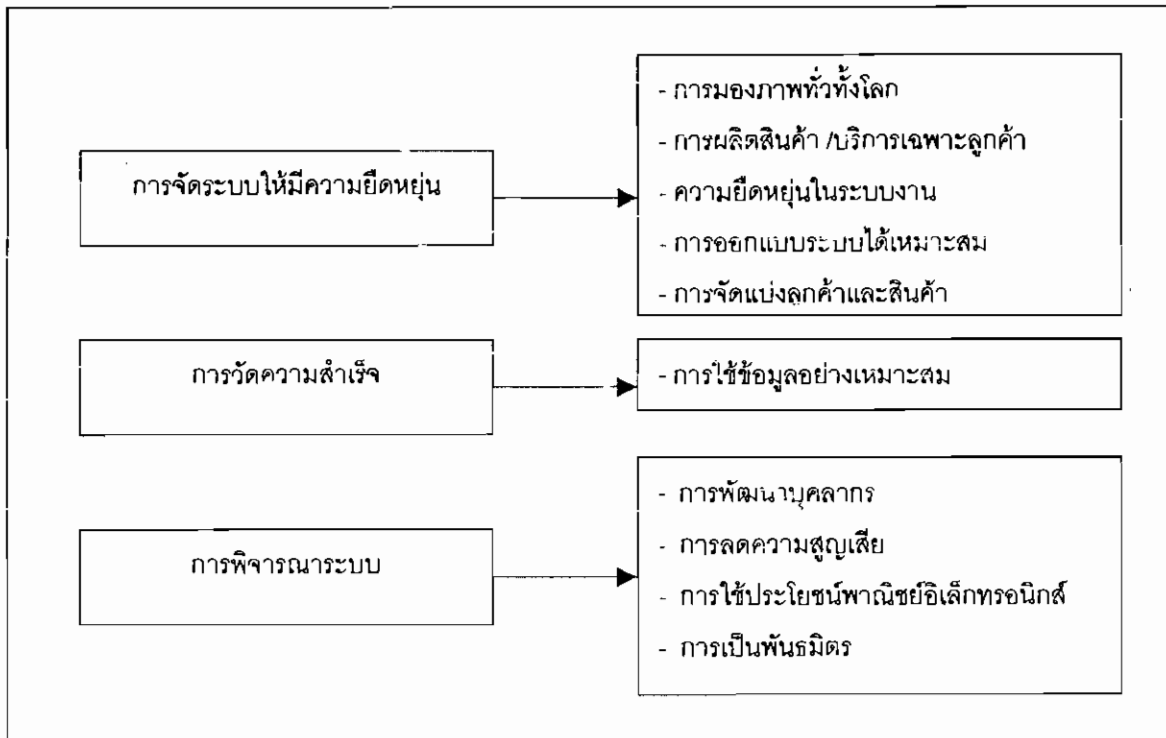 การจัดระบบให้มีความยืดหยุ่น
- การมองภาพทั่วทั้งโลก
- การผลิตสินค้า /บริการเฉพาะลูกค้า
- ความยืดหยุ่นในระบบงาน
- การออกแบบระบบได้เหมาะสม
- การจัดแบ่งลูกค้าและสินค้า
การวัดความสำเร็จ
- การใช้ข้อมูลอย่างเหมาะสม
การพิจารณาระบบ
- การพัฒนาบุคลากร
- การลดความสูญเสีย
- การใช้ประโยชน์พาณิชย์อิเล็กทรอนิกส์
- การเป็นพันธมิตร